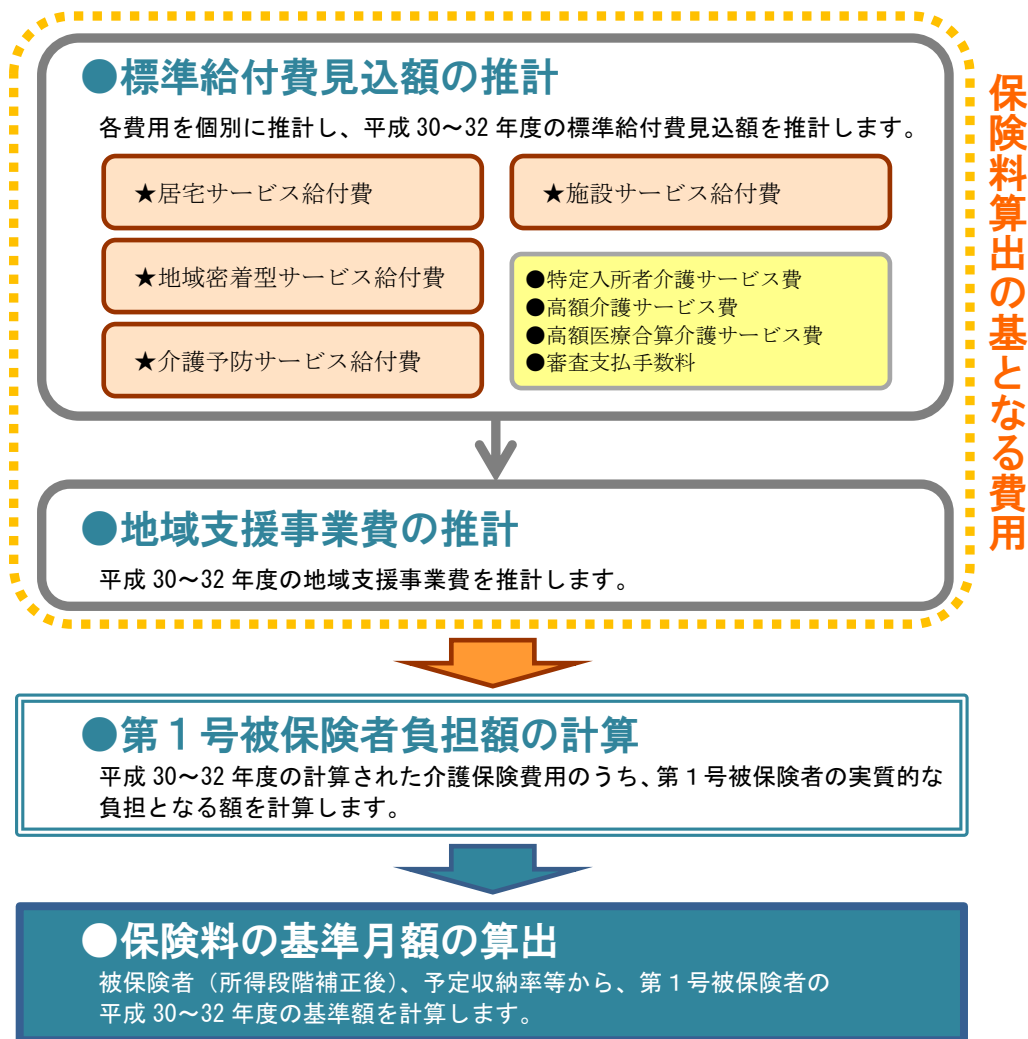 ●標準給付費見込額の推計
各費用を個別に推計し、平成 30～32 年度の標準給付費見込額を推計します。
★居宅サービス給付費
★施設サービス給付費
★地域密着型サービス給付費
★介護予防サービス給付費
●特定入所者介護サービス費
●高額介護サービス費
●高額医療合算介護サービス費
●審査支払手数料
●地域支援事業費の推計
平成 30～32 年度の地域支援事業費を推計します。
保険料算出の基となる費用
●第１号被保険者負担額の計算
平成 30～32 年度の計算された介護保険費用のうち、第１号被保険者の実質的な
負担となる額を計算します。
●保険料の基準月額の算出
被保険者（所得段階補正後）、予定収納率等から、第１号被保険者の
平成 30～32 年度の基準額を計算します。